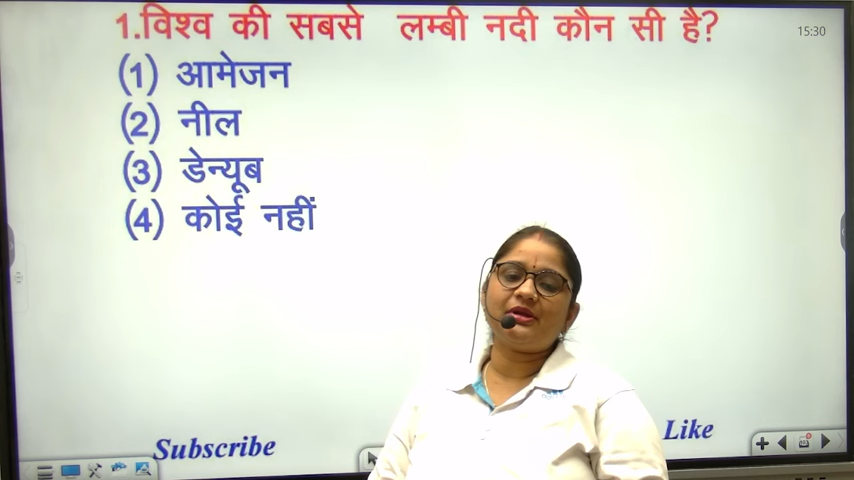 1.विश्व की सबसे लम्बी नदी कौन सी है?
15:30
(1) आमेजन
(2) नील
(3) डेन्यूब
(4) कोई नहीं
Like
Subscribe